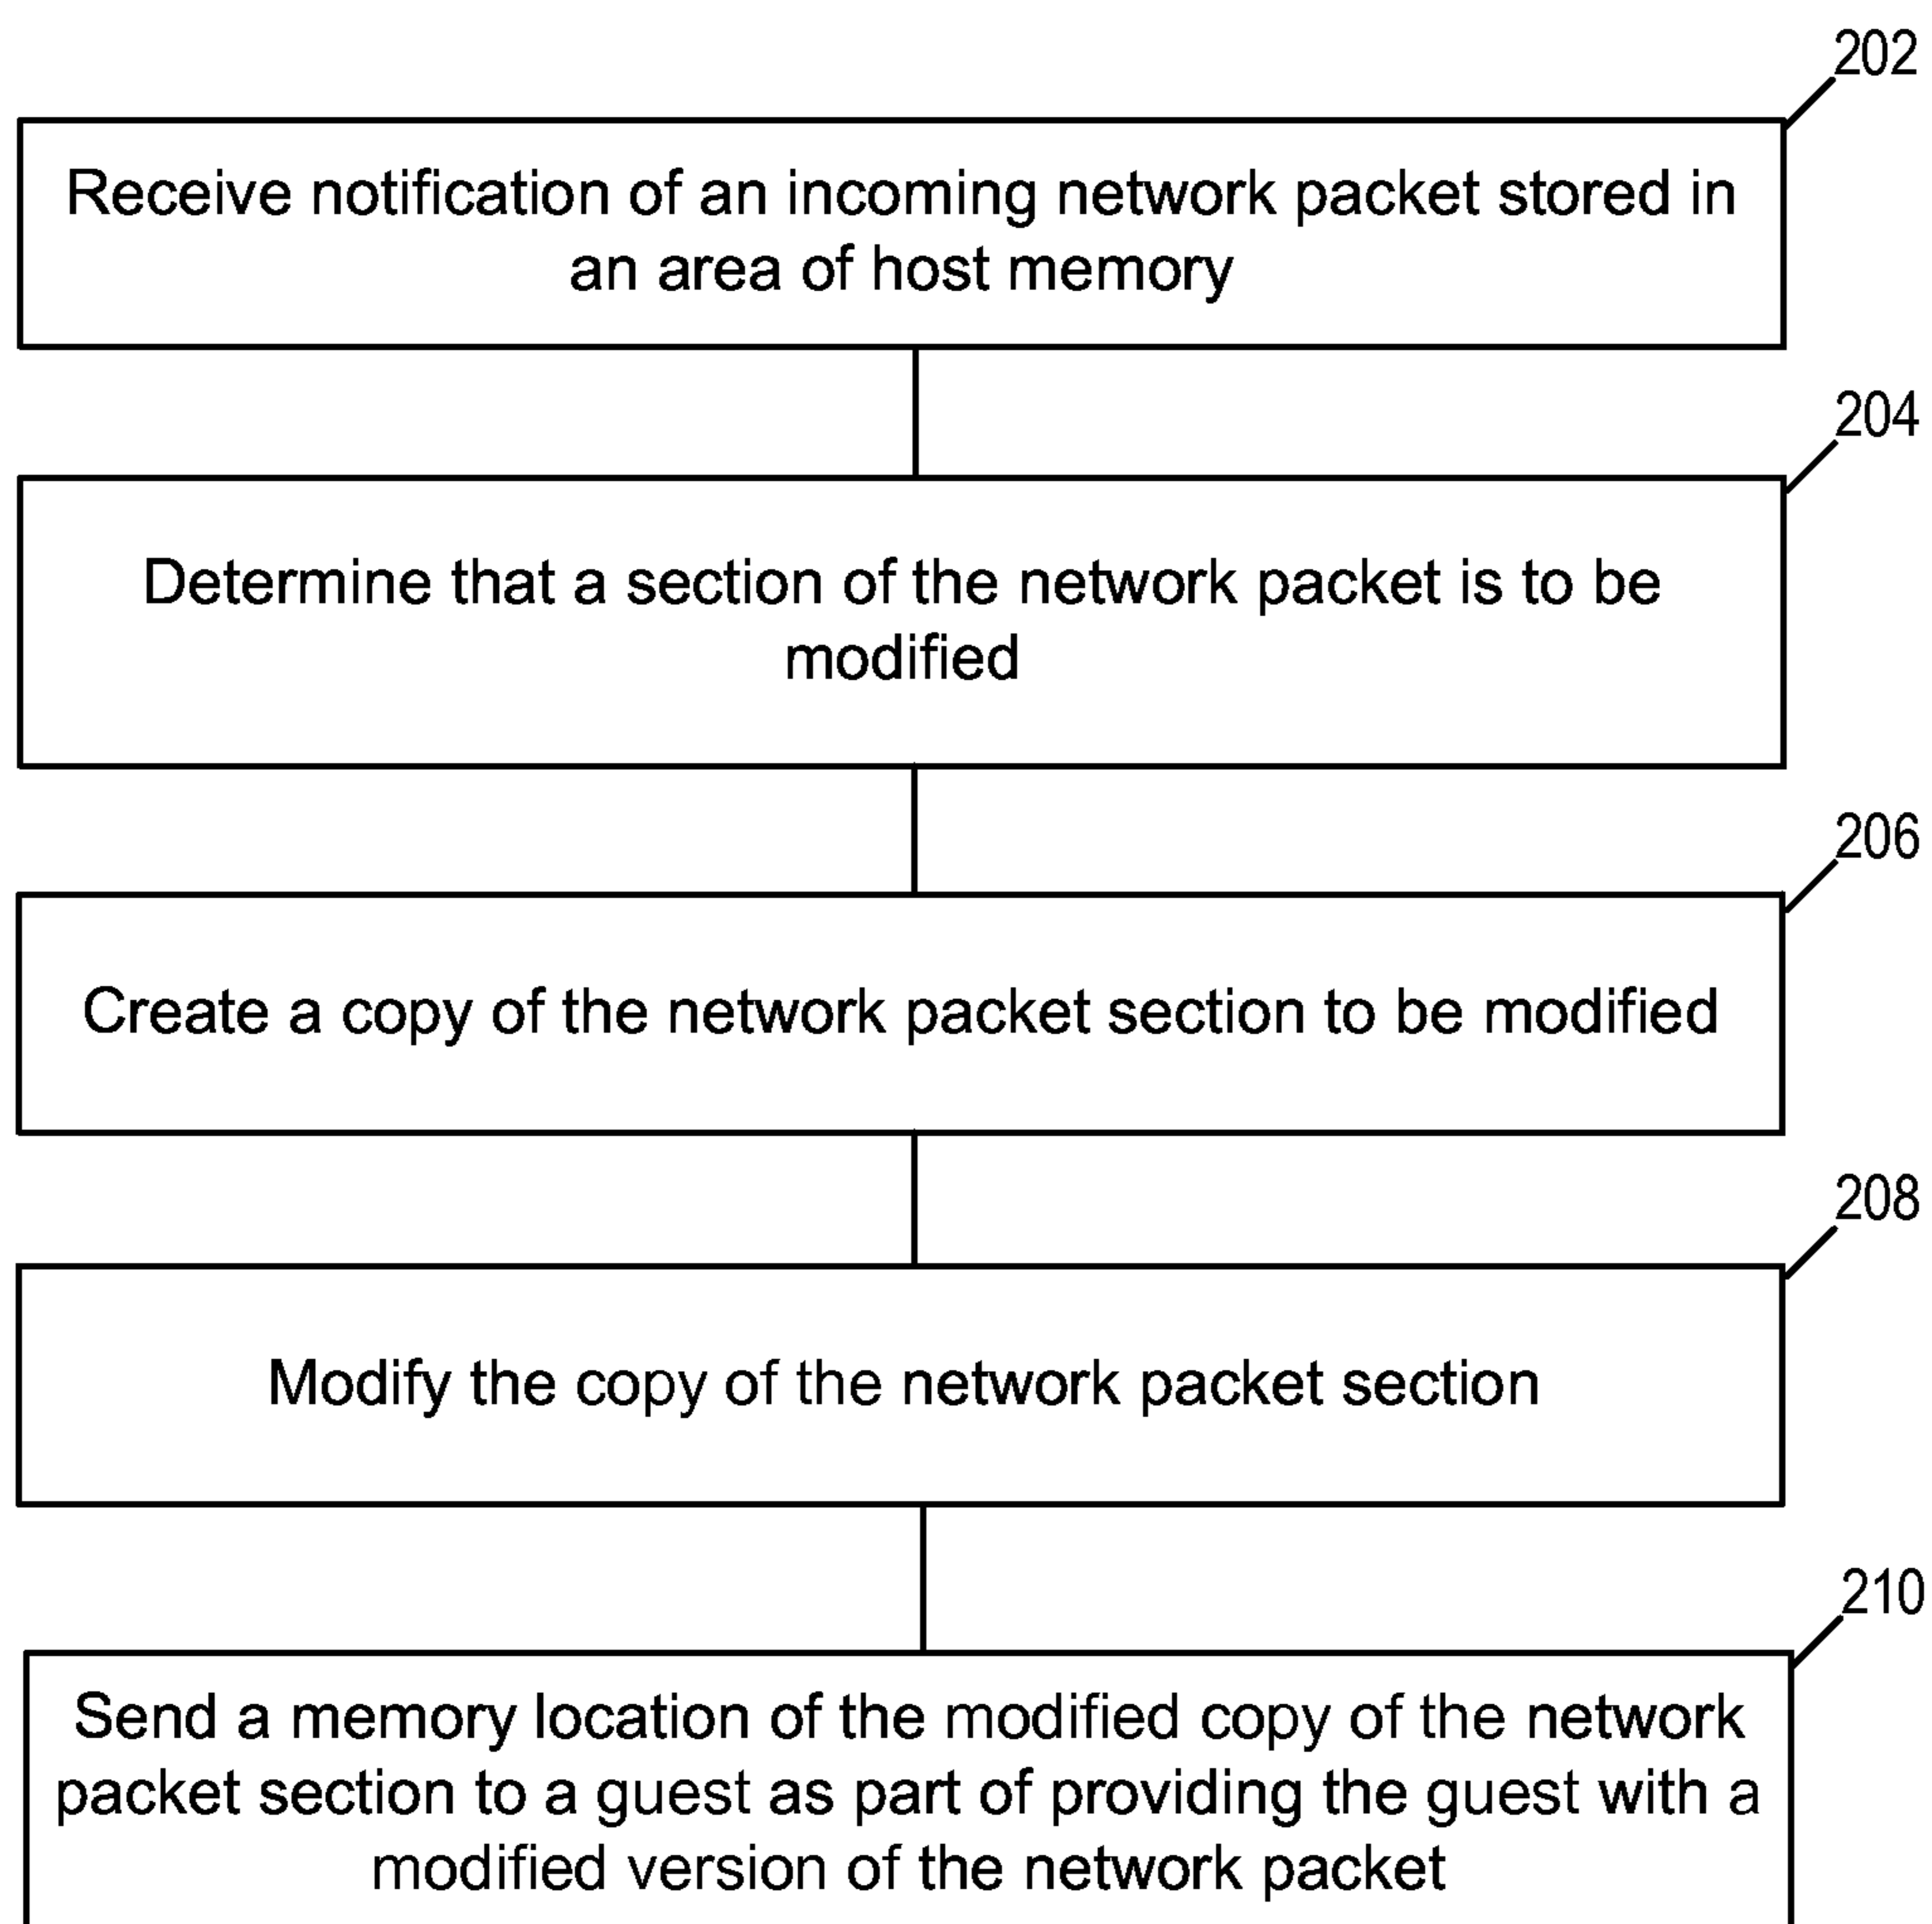 202
Receive notification of an incoming network packet stored in
an area of host memory
204
Determine that a section of the network packet is to be
modified
206
Create a copy of the network packet section to be modified
208
Modify the copy of the network packet section
210
Send a memory location of the modified copy of the network
packet section to a guest as part of providing the guest with a
modified version of the network packet